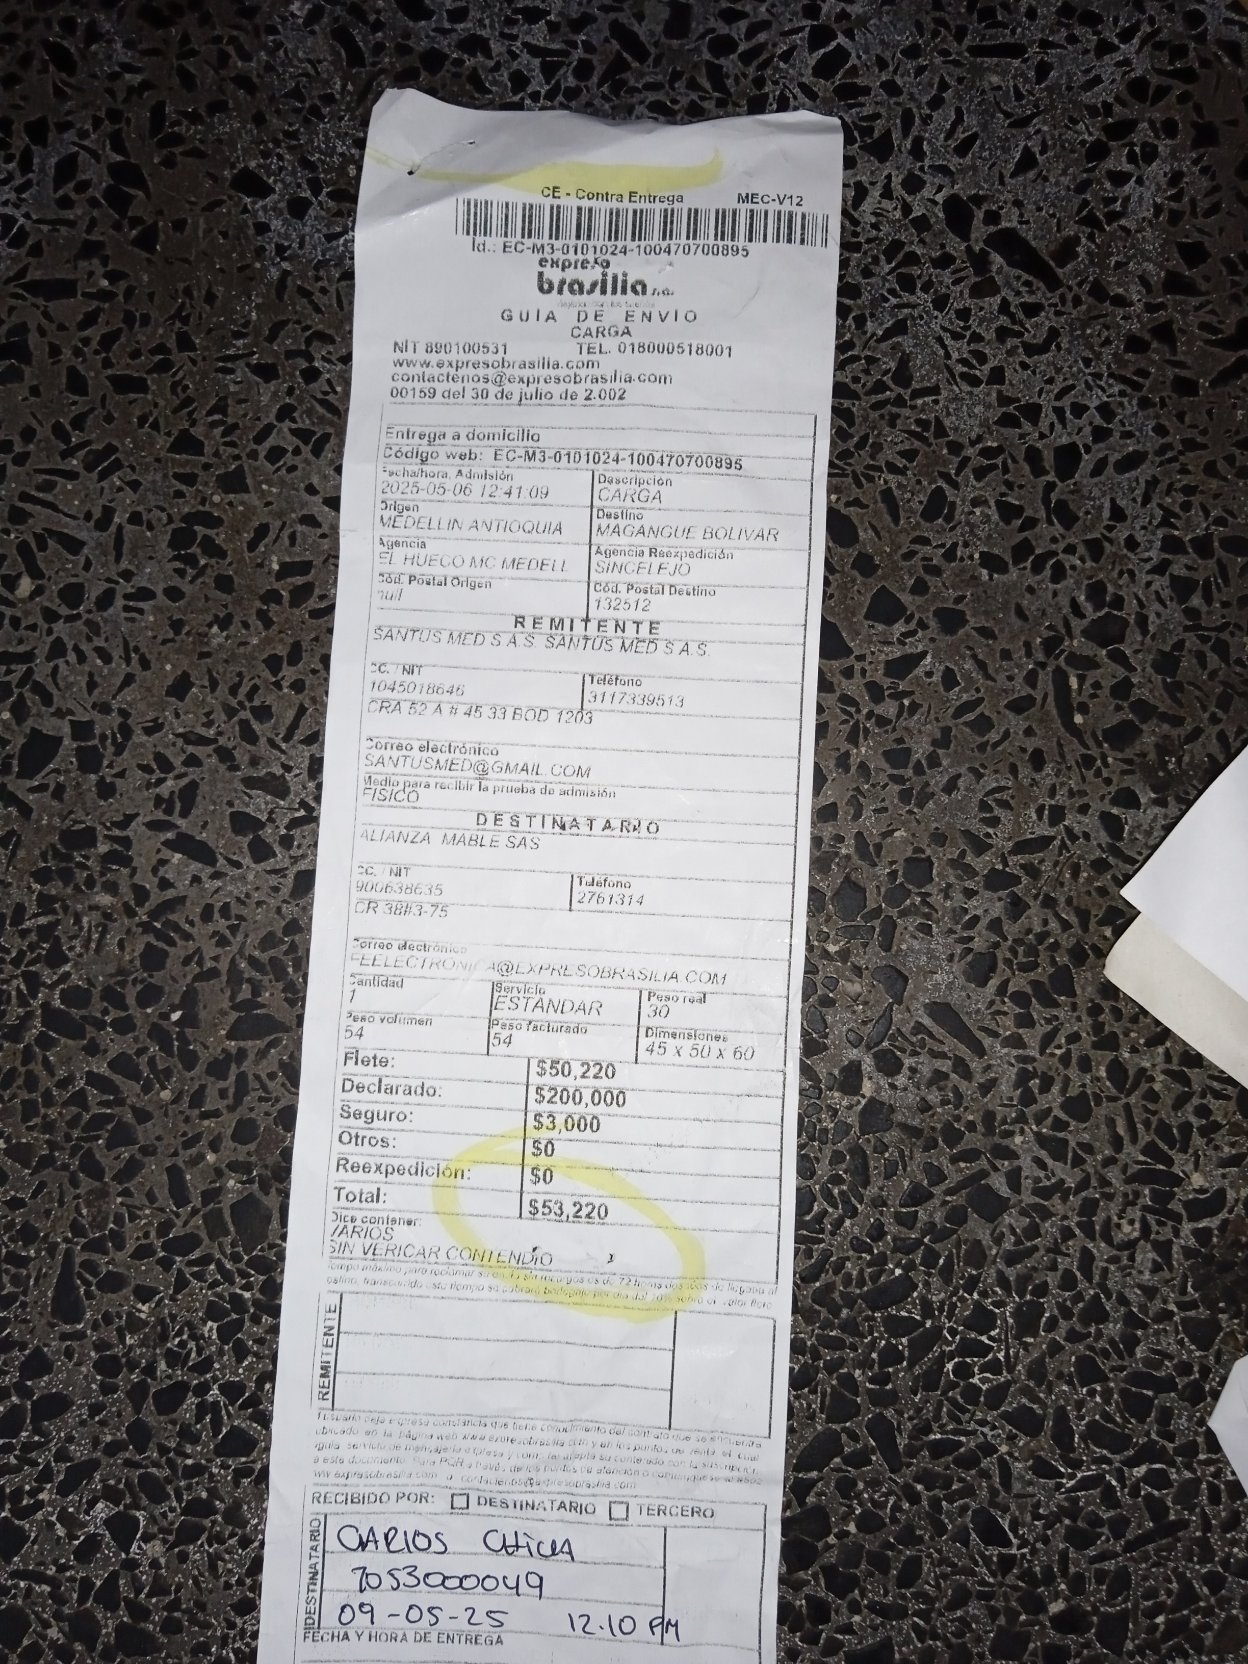 CE - Contra Entrega MEC-V12
Id.: EC-M3-0101024-100470700895
expreso
brasilia s.a.
GUIA DE ENVIO
CARGA
NIT 890100531 TEL. 018000518001
www.expresobrasilia.com
contactenos@expresobrasilia.com
00159 del 30 de julio de 2.002
Entrega a domicilio
Código web: EC-M3-0101024-100470700895
Fecha/hora, Admisión Descripción
2025-05-06 12:41:09 CARGA
Origen Destino
MEDELLIN ANTIOQUIA MAGANGUE BOLIVAR
Agencia Agencia Reexpedición
EL HUECO MC MEDELL SINCELEJO
Cód. Postal Origen Cód. Postal Destino
null 132512
REMITENTE
SANTUS MED S A.S. SANTUS MED S A.S.
CC. / NIT Teléfono
1045018646 3117339513
CRA 52 A # 45 33 BOD 1203
Correo electrónico
SANTUSMED@GMAIL.COM
Medio para recibir la prueba de admisión
FISICO
DESTINATARIO
ALIANZA MABLE SAS
CC. / NIT Teléfono
900638635 2761314
CR 38#3-75
Correo electrónico
FEELECTRONICA@EXPRESOBRASILIA.COM
Cantidad Servicio Peso real
1 ESTANDAR 30
Peso volumen Peso facturado Dimensiones
54 54 45 x 50 x 60
Flete: $50,220
Declarado: $200,000
Seguro: $3,000
Otros: $0
Reexpedición: $0
Total: $53,220
Dice contener:
VARIOS
SIN VERICAR CONTENDIO
REMITENTE
RECIBIDO POR: DESTINATARIO TERCERO
DESTINATARIO
CARLOS CHICA
7053000049
09-05-25 12.10 PM
FECHA Y HORA DE ENTREGA